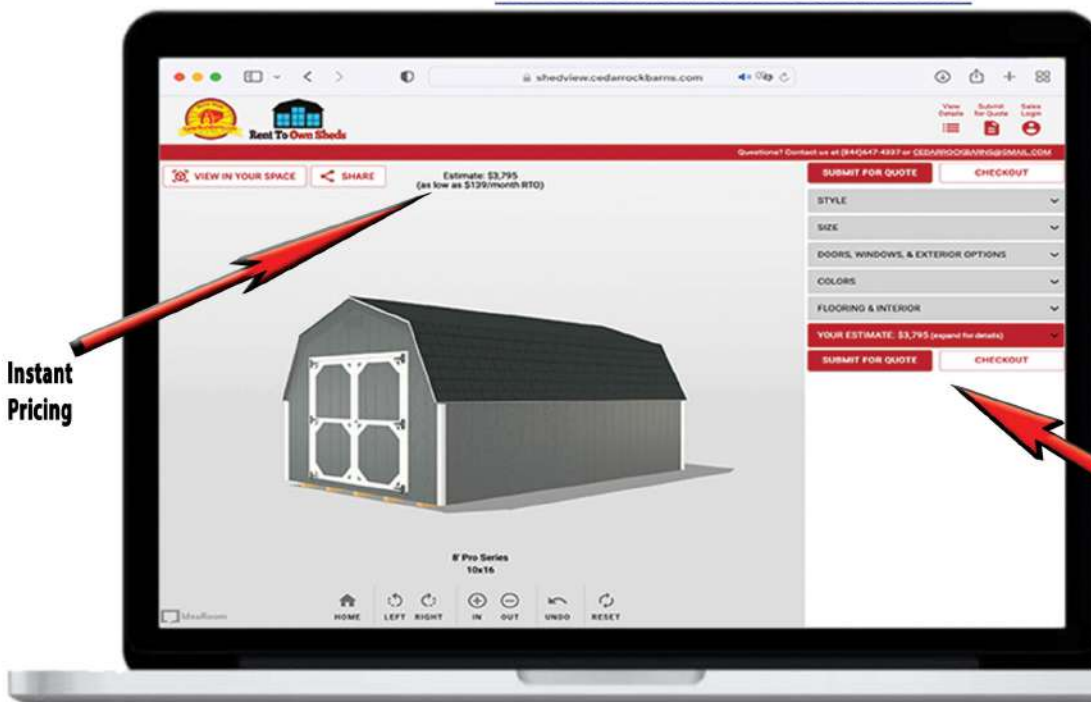 shedview.cedarrockbarns.com
Rent To Own Sheds
View
Details
Submit
for Quote
Sales
Login
Questions? Contact us at (844)647-4337 or CEDARROCKBARNS@GMAIL.COM
VIEW IN YOUR SPACE
SHARE
Estimate: $3,795
(as low as $139/month RTO)
SUBMIT FOR QUOTE
CHECKOUT
STYLE
SIZE
DOORS, WINDOWS, & EXTERIOR OPTIONS
COLORS
FLOORING & INTERIOR
YOUR ESTIMATE: $3,795 (expand for details)
SUBMIT FOR QUOTE
CHECKOUT
Instant
Pricing
8' Pro Series
10x16
HOME
LEFT
RIGHT
IN
OUT
UNDO
RESET
IdeaRoom